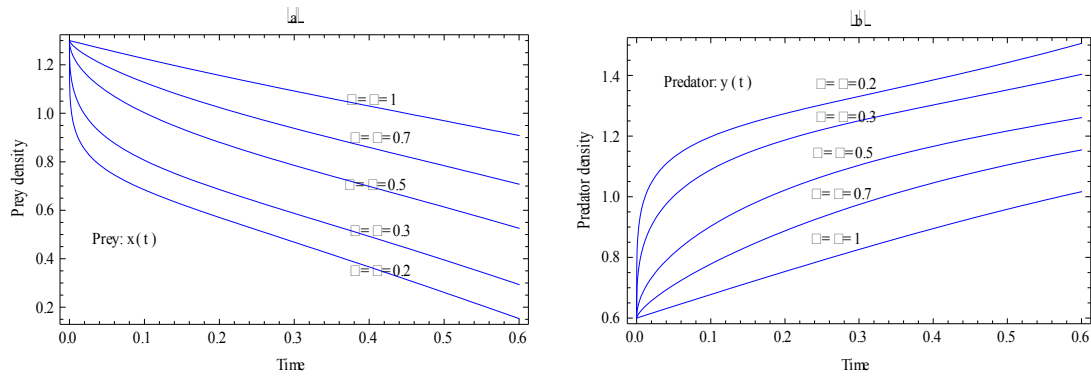 a
Prey density
1.2
1.0
0.8
0.6
0.4
0.2
□= □= 1
□= □= 0.7
□= □= 0.5
□= □= 0.3
□= □= 0.2
Prey: x(t)
0.0 0.1 0.2 0.3 0.4 0.5 0.6
Time
b
Predator density
1.4
1.2
1.0
0.8
0.6
Predator: y(t)
□= □= 0.2
□= □= 0.3
□= □= 0.5
□= □= 0.7
□= □= 1
0.0 0.1 0.2 0.3 0.4 0.5 0.6
Time